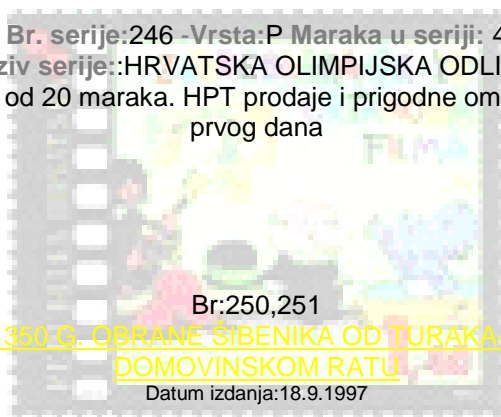 Br. serije:246 -Vrsta:P Maraka u seriji: 4
ziv serije::HRVATSKA OLIMPIJSKA ODLI
od 20 maraka. HPT prodaje i prigodne om
prvog dana
FILMA
Br:250,251
350 G. OBRANE ŠIBENIKA OD TURAKA-
DOMOVINSKOM RATU
Datum izdanja:18.9.1997